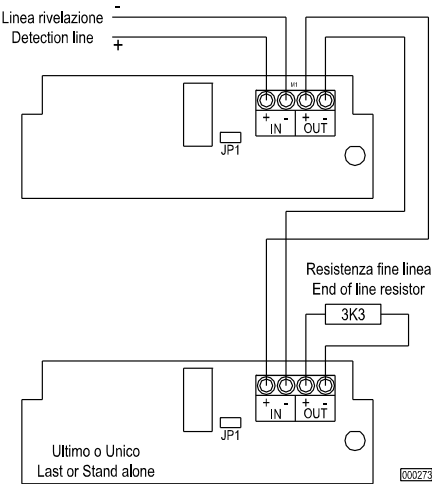 -
Linea rivelazione
Detection line
+
M1
+ - + -
IN OUT
JP1
Resistenza fine linea
End of line resistor
3K3
+ - + -
IN OUT
JP1
Ultimo o Unico
Last or Stand alone
000273